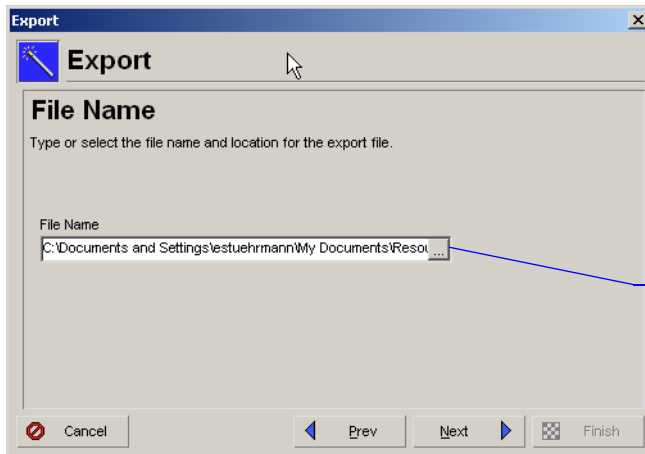 Export
Export
File Name
Type or select the file name and location for the export file.
File Name
C:\Documents and Settings\estuehrmann\My Documents\Resou ...
Cancel
Prev
Next
Finish